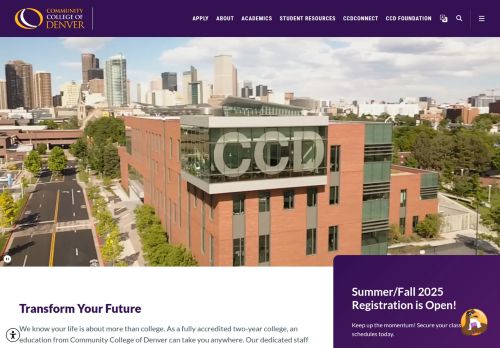 COMMUNITY
COLLEGE OF
DENVER
APPLY ABOUT ACADEMICS STUDENT RESOURCES CCDCONNECT CCD FOUNDATION
CCD
Transform Your Future
We know your life is about more than college. As a fully accredited two-year college, an
education from Community College of Denver can take you anywhere. Our dedicated staff
Summer/Fall 2025
Registration is Open!
Keep up the momentum! Secure your class
schedules today.